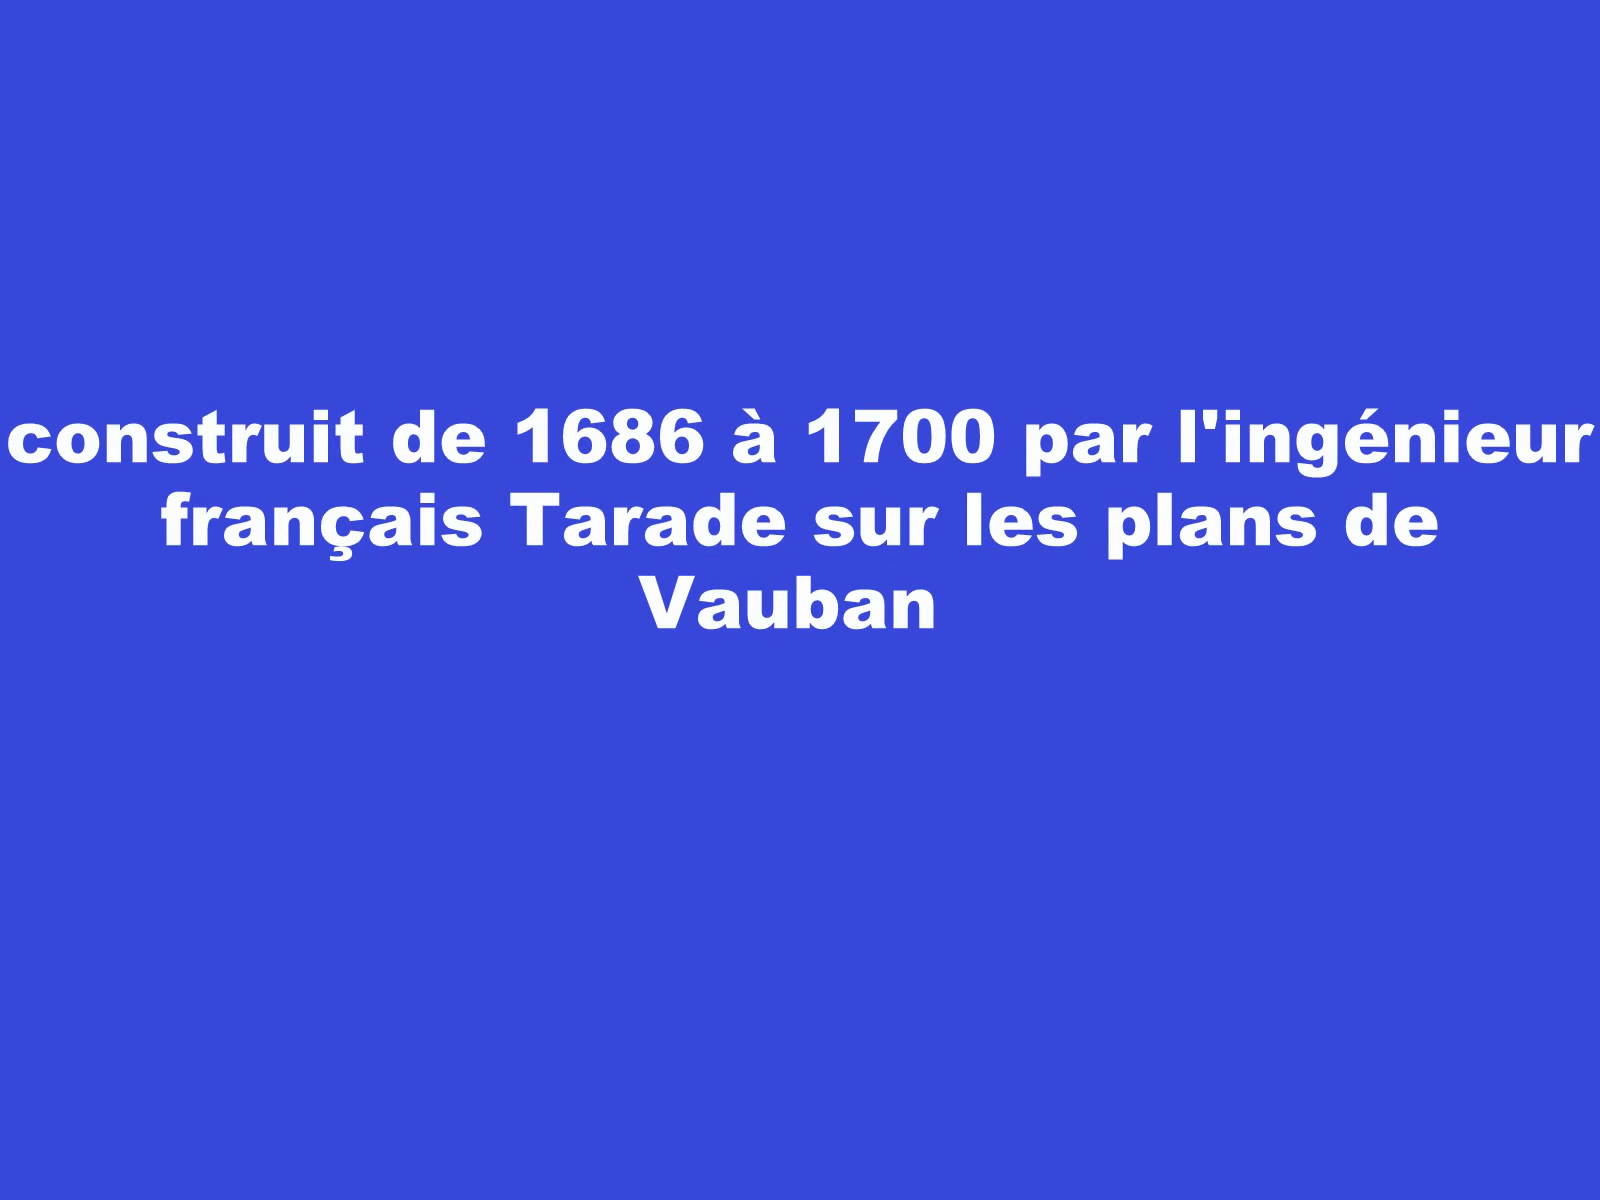 construit de 1686 à 1700 par l'ingénieur
français Tarade sur les plans de
Vauban